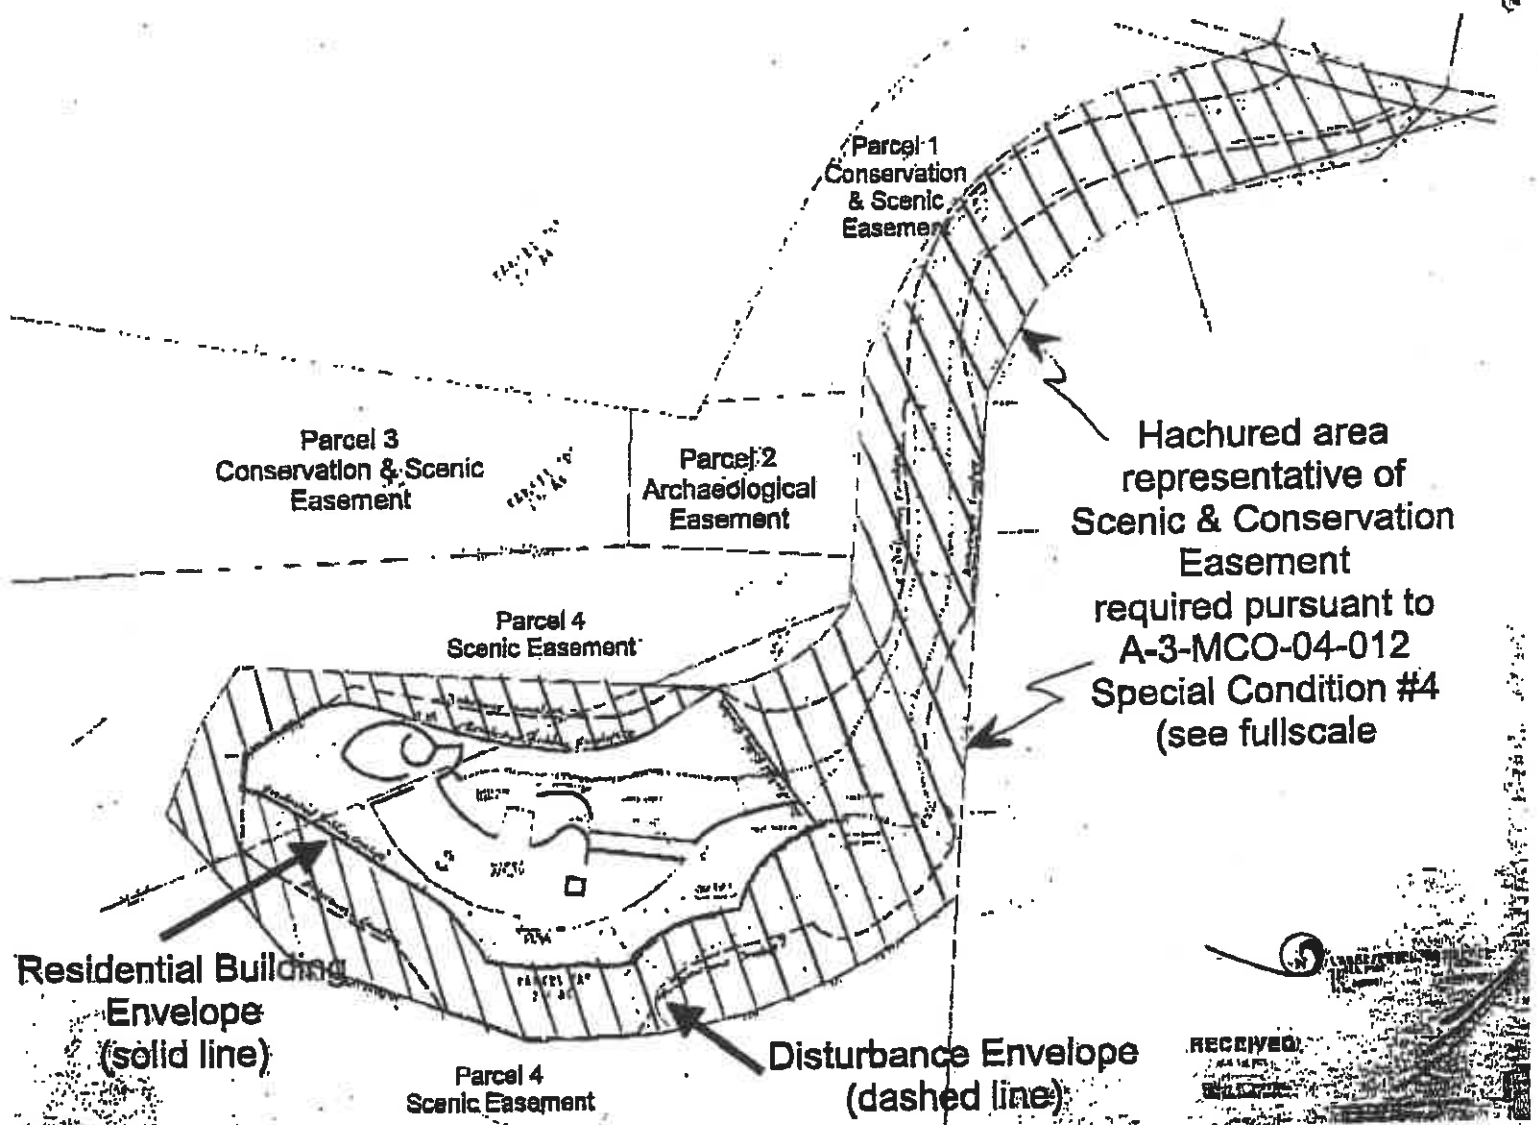 Parcel 1
Conservation
& Scenic
Easement
Parcel 3
Conservation & Scenic
Easement
Parcel 2
Archaeological
Easement
Hachured area
representative of
Scenic & Conservation
Easement
required pursuant to
A-3-MCO-04-012
Special Condition #4
(see fullscale
Parcel 4
Scenic Easement
Residential Building
Envelope
(solid line)
Disturbance Envelope
(dashed line)
Parcel 4
Scenic Easement
RECEIVED